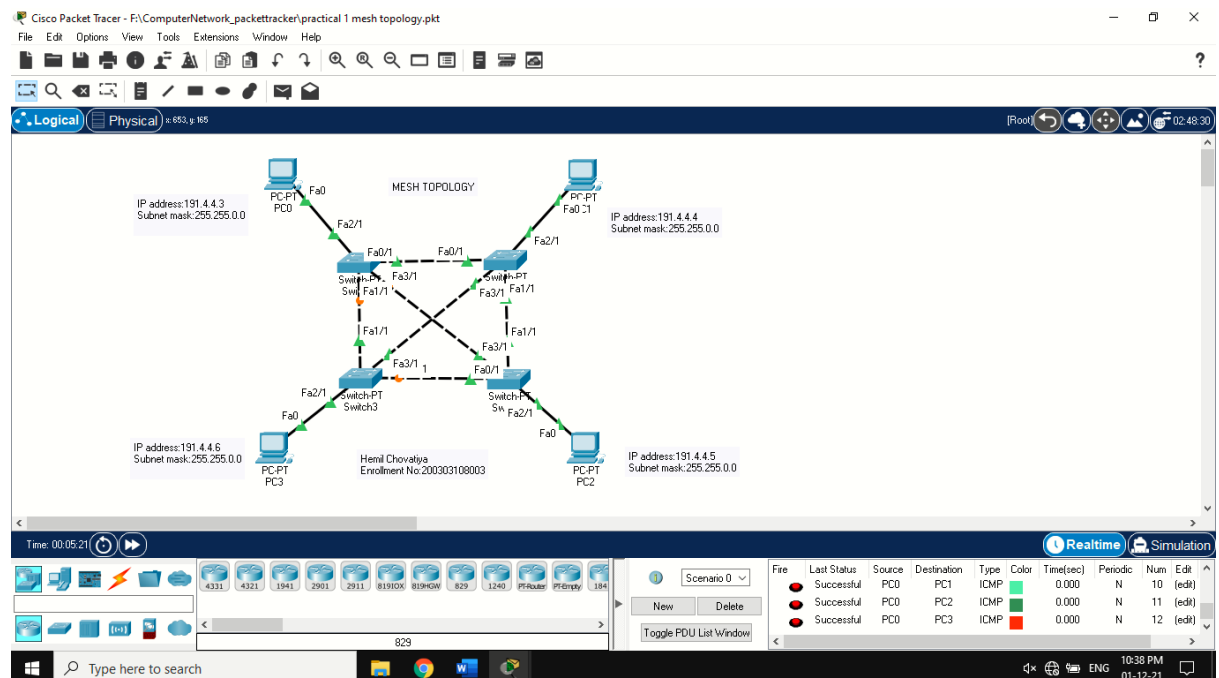 Cisco Packet Tracer - F:\ComputerNetwork_packettracker\practical 1 mesh topology.pkt
File Edit Options View Tools Extensions Window Help
?
Logical Physical x: 653, y: 165 [Root] 02:48:30
MESH TOPOLOGY
PC-PT
PC0
Fa0
IP address:191.4.4.3
Subnet mask:255.255.0.0
PC-PT
Fa0
IP address:191.4.4.4
Subnet mask:255.255.0.0
Fa2/1
Fa2/1
Fa0/1
Fa0/1
Fa3/1
Fa1/1
Fa3/1
Fa1/1
Fa1/1
Fa1/1
Fa3/1
Fa3/1
1
Fa0/1
Fa2/1
Switch-PT
Switch3
Switch-PT
Fa2/1
Fa0
Fa0
IP address:191.4.4.6
Subnet mask:255.255.0.0
PC-PT
PC3
Hemil Chovatiya
Enrollment No:200303108003
PC-PT
PC2
IP address:191.4.4.5
Subnet mask:255.255.0.0
Time: 00:05:21 Realtime Simulation
4331 4321 1941 2901 2911 819IOX 819HGW 829 1240 PT-Router PT-Empty 184
829
Scenario 0
New Delete
Toggle PDU List Window
Fire Last Status Source Destination Type Color Time(sec) Periodic Num Edit
Successful PC0 PC1 ICMP 0.000 N 10 (edit)
Successful PC0 PC2 ICMP 0.000 N 11 (edit)
Successful PC0 PC3 ICMP 0.000 N 12 (edit)
Type here to search
ENG
10:38 PM
01-12-21